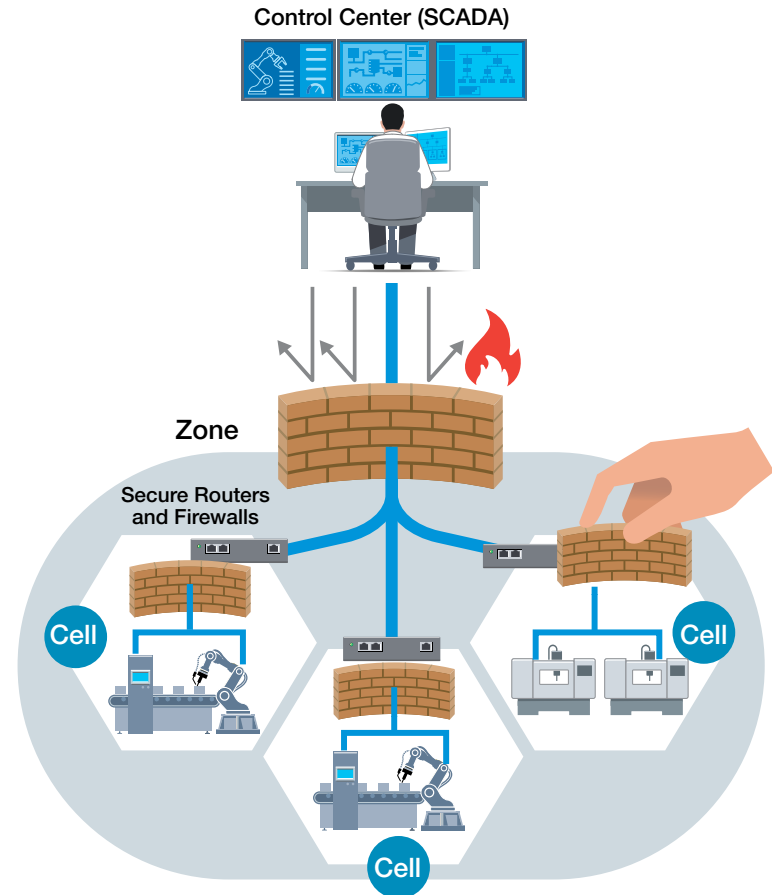 Control Center (SCADA)
Zone
Secure Routers
and Firewalls
Cell
Cell
Cell